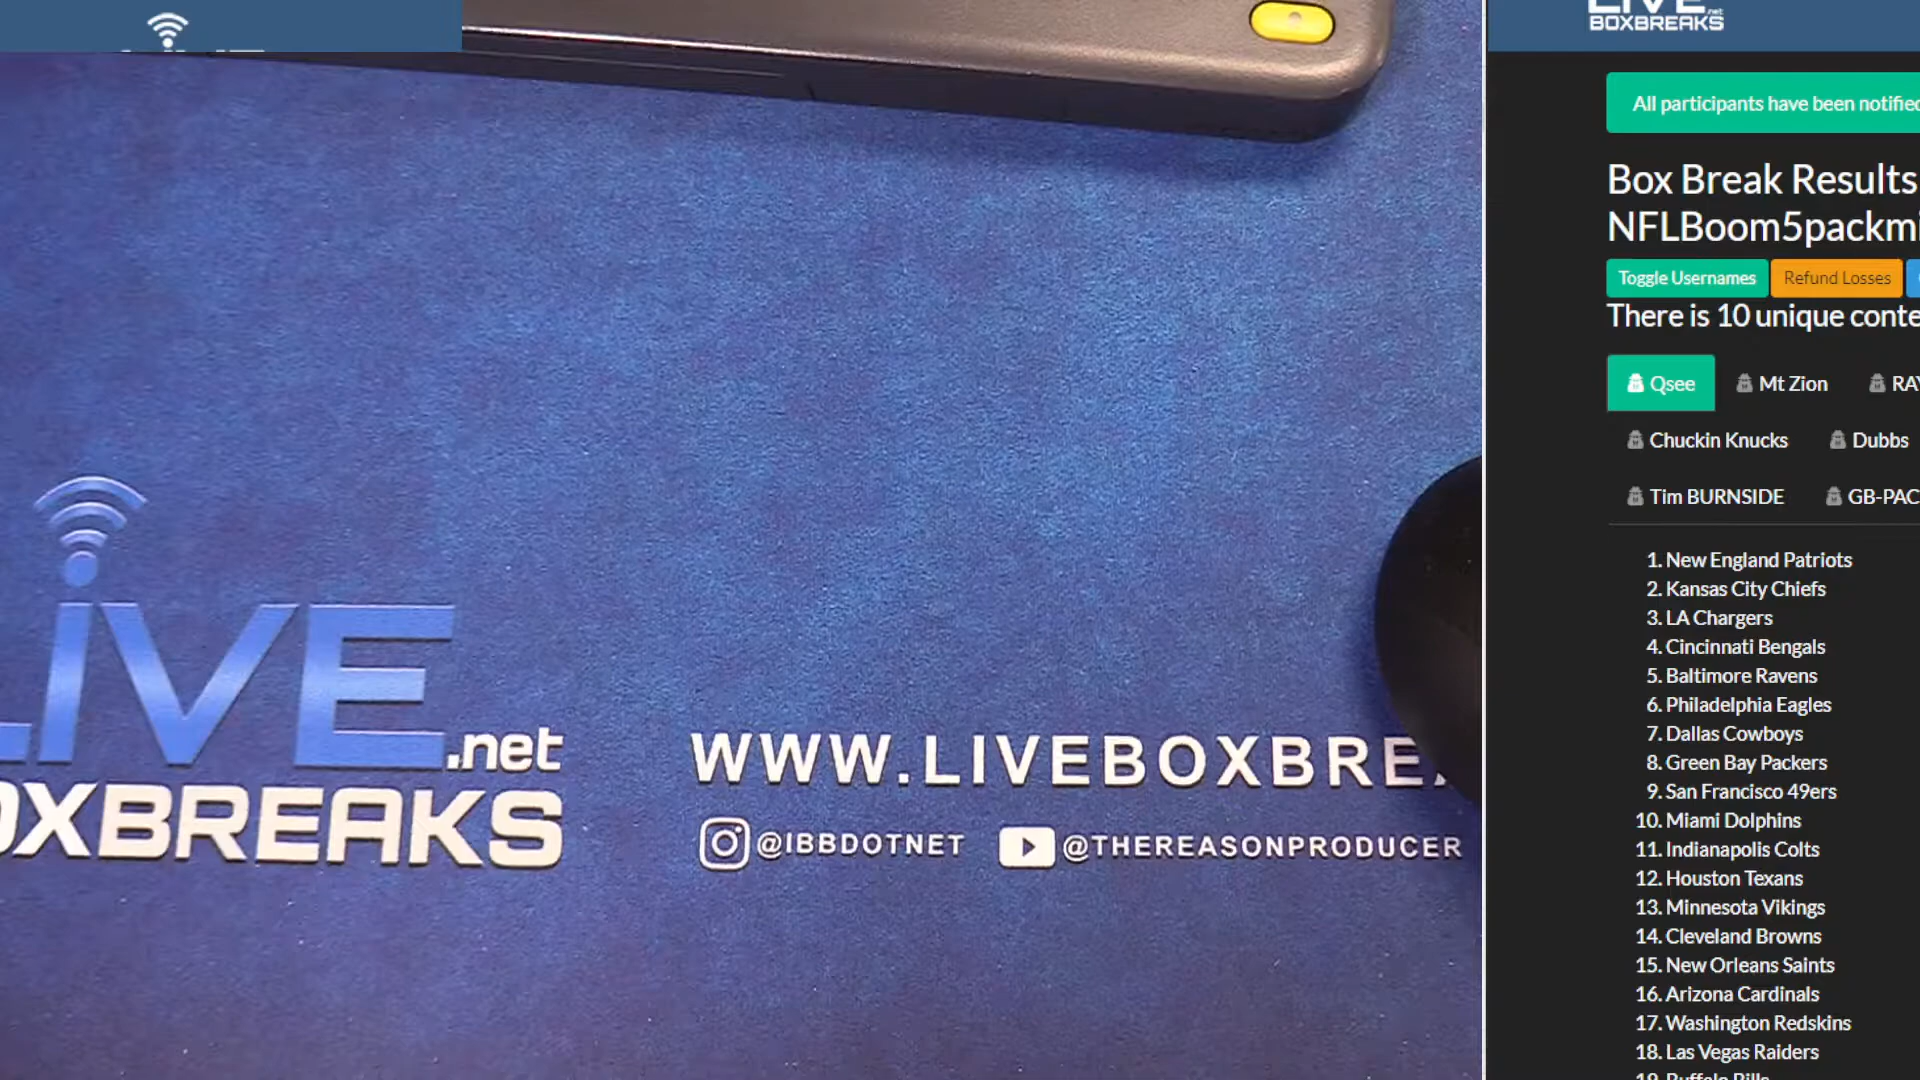 LIVE.net
BOXBREAKS
WWW.LIVEBOXBRE
@IBBDOTNET
@THEREASONPRODUCER
.net
BOXBREAKS
All participants have been notified
Box Break Results
NFLBoom5packmi
Toggle Usernames
Refund Losses
There is 10 unique conte
Qsee
Mt Zion
RAY
Chuckin Knucks
Dubbs
Tim BURNSIDE
GB-PAC
1. New England Patriots
2. Kansas City Chiefs
3. LA Chargers
4. Cincinnati Bengals
5. Baltimore Ravens
6. Philadelphia Eagles
7. Dallas Cowboys
8. Green Bay Packers
9. San Francisco 49ers
10. Miami Dolphins
11. Indianapolis Colts
12. Houston Texans
13. Minnesota Vikings
14. Cleveland Browns
15. New Orleans Saints
16. Arizona Cardinals
17. Washington Redskins
18. Las Vegas Raiders